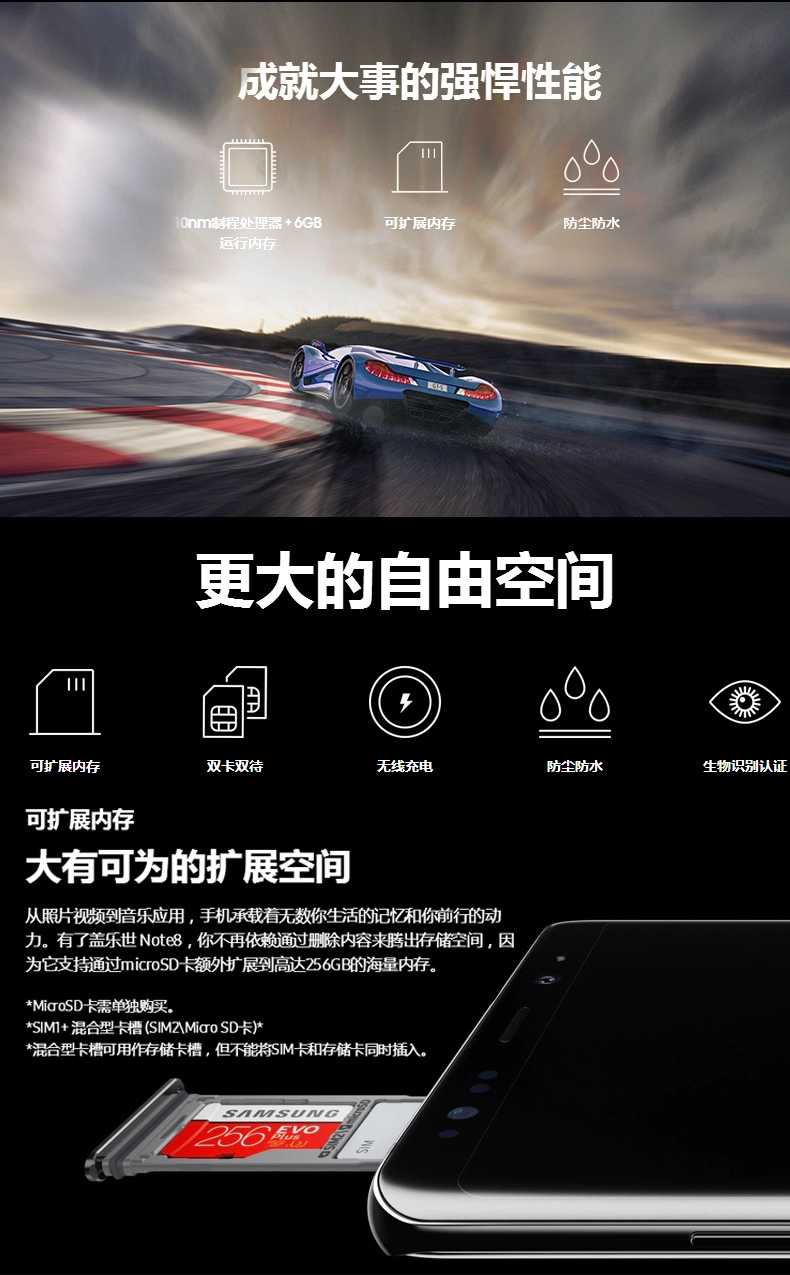 成就大事的强悍性能
10nm制程处理器 + 6GB
运行内存
可扩展内存
防尘防水
更大的自由空间
可扩展内存
双卡双待
无线充电
防尘防水
生物识别认证
可扩展内存
大有可为的扩展空间
从照片视频到音乐应用，手机承载着无数你生活的记忆和你前行的动
力。有了盖乐世 Note8，你不再依赖通过删除内容来腾出存储空间，因
为它支持通过microSD卡额外扩展到高达256GB的海量内存。
*MicroSD卡需单独购买。
*SIM1+ 混合型卡槽 (SIM2\Micro SD卡)*
*混合型卡槽可用作存储卡槽，但不能将SIM卡和存储卡同时插入。
SAMSUNG
256 EVO
Plus
SIM